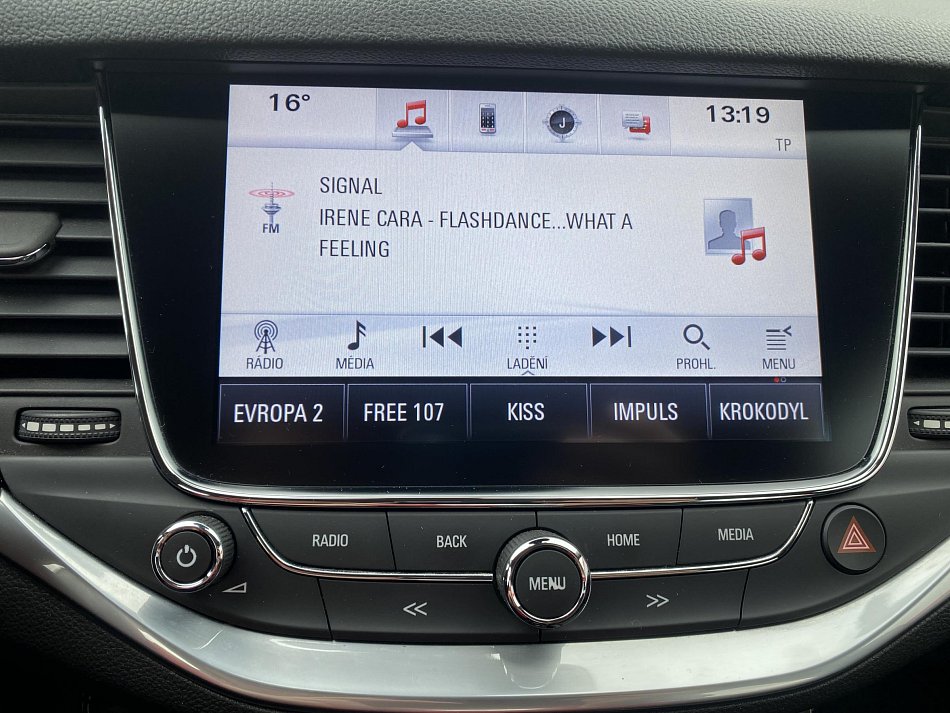 16°
13:19
TP
J
FM
SIGNAL
IRENE CARA - FLASHDANCE...WHAT A
FEELING
RÁDIO
MÉDIA
LADĚNÍ
PROHL.
MENU
EVROPA 2
FREE 107
KISS
IMPULS
KROKODYL
RADIO
BACK
HOME
MEDIA
MENU